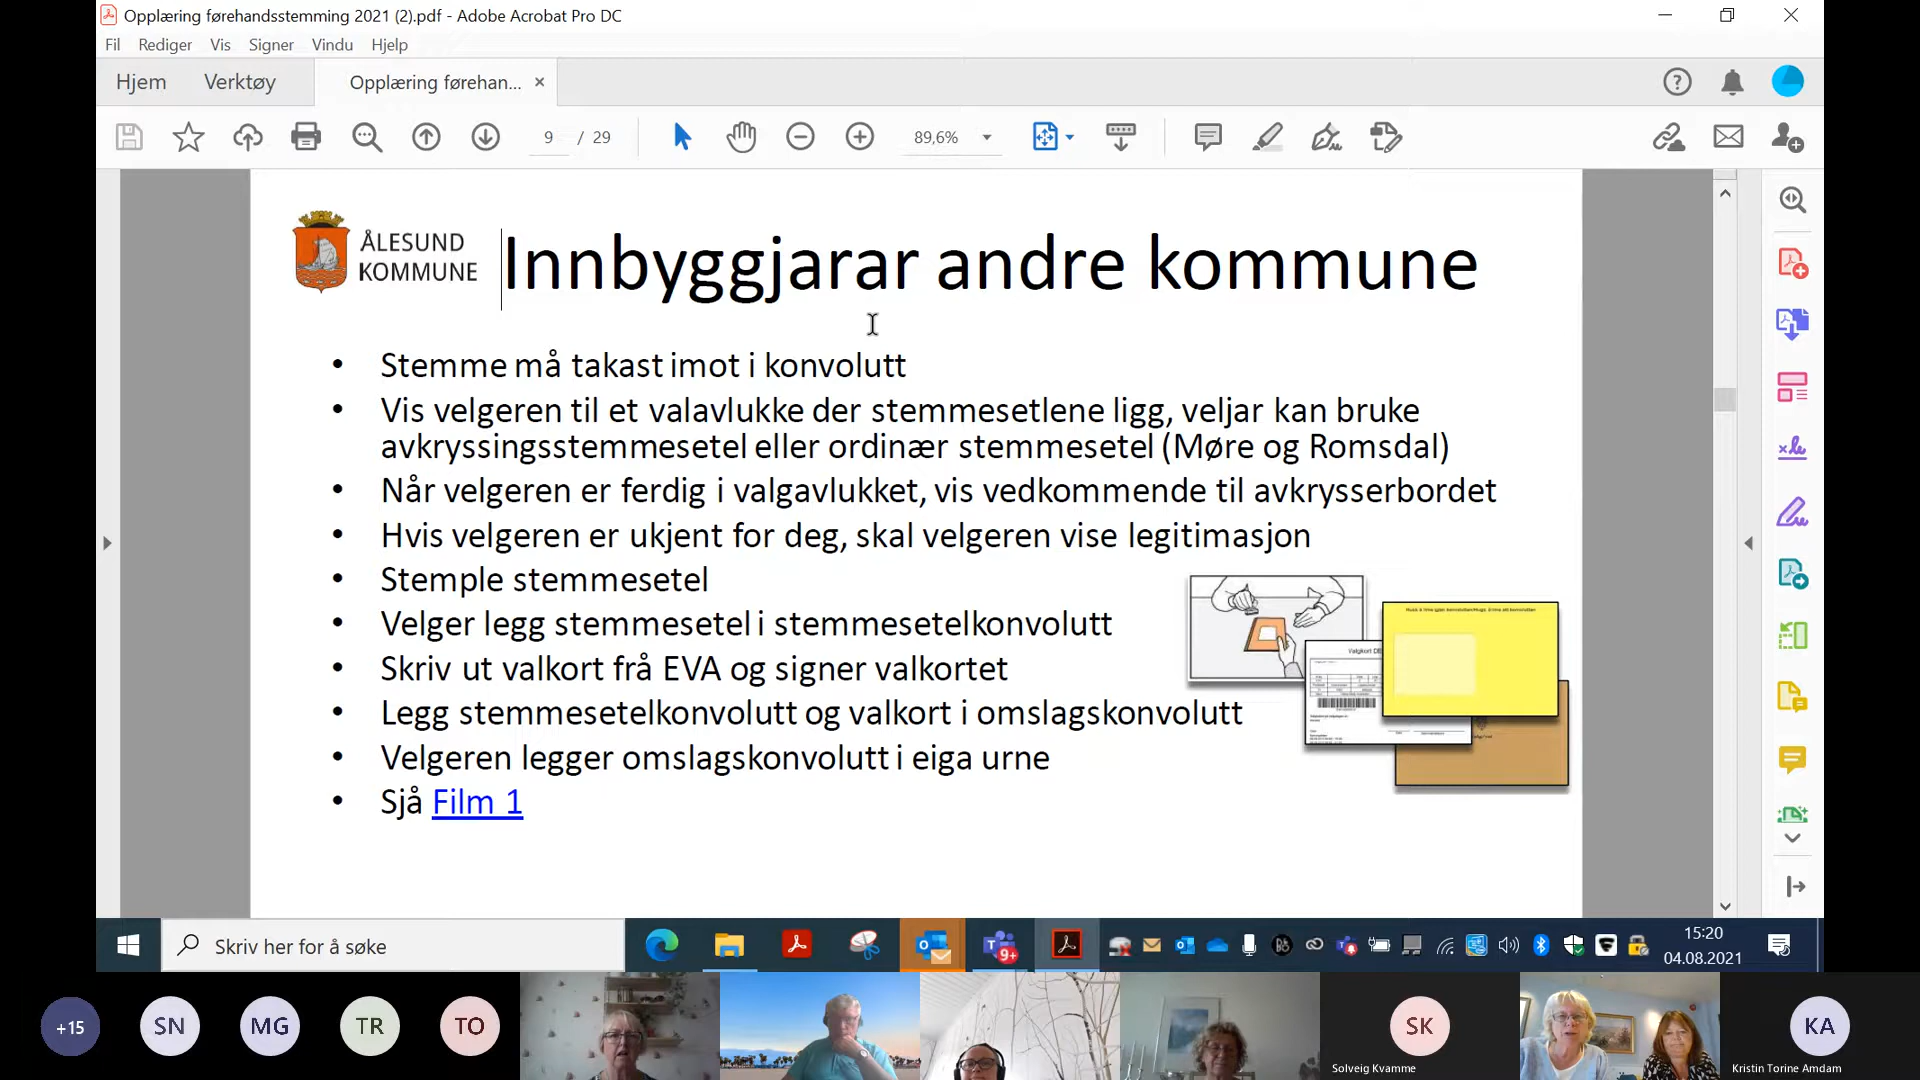 Opplæring førehandsstemming 2021 (2).pdf - Adobe Acrobat Pro DC
Fil Rediger Vis Signer Vindu Hjelp
Hjem Verktøy Opplæring førehan... ×
9 / 29 89,6%
ÅLESUND
KOMMUNE
Innbyggjarar andre kommune
• Stemme må takast imot i konvolutt
• Vis velgeren til et valavlukke der stemmesetlene ligg, veljar kan bruke
avkryssingsstemmesetel eller ordinær stemmesetel (Møre og Romsdal)
• Når velgeren er ferdig i valgavlukket, vis vedkommende til avkrysserbordet
• Hvis velgeren er ukjent for deg, skal velgeren vise legitimasjon
• Stemple stemmesetel
• Velger legg stemmesetel i stemmesetelkonvolutt
• Skriv ut valkort frå EVA og signer valkortet
• Legg stemmesetelkonvolutt og valkort i omslagskonvolutt
• Velgeren legger omslagskonvolutt i eiga urne
• Sjå Film 1
Skriv her for å søke
9+
15:20
04.08.2021
+15 SN MG TR TO SK KA
Solveig Kvamme
Kristin Torine Amdam